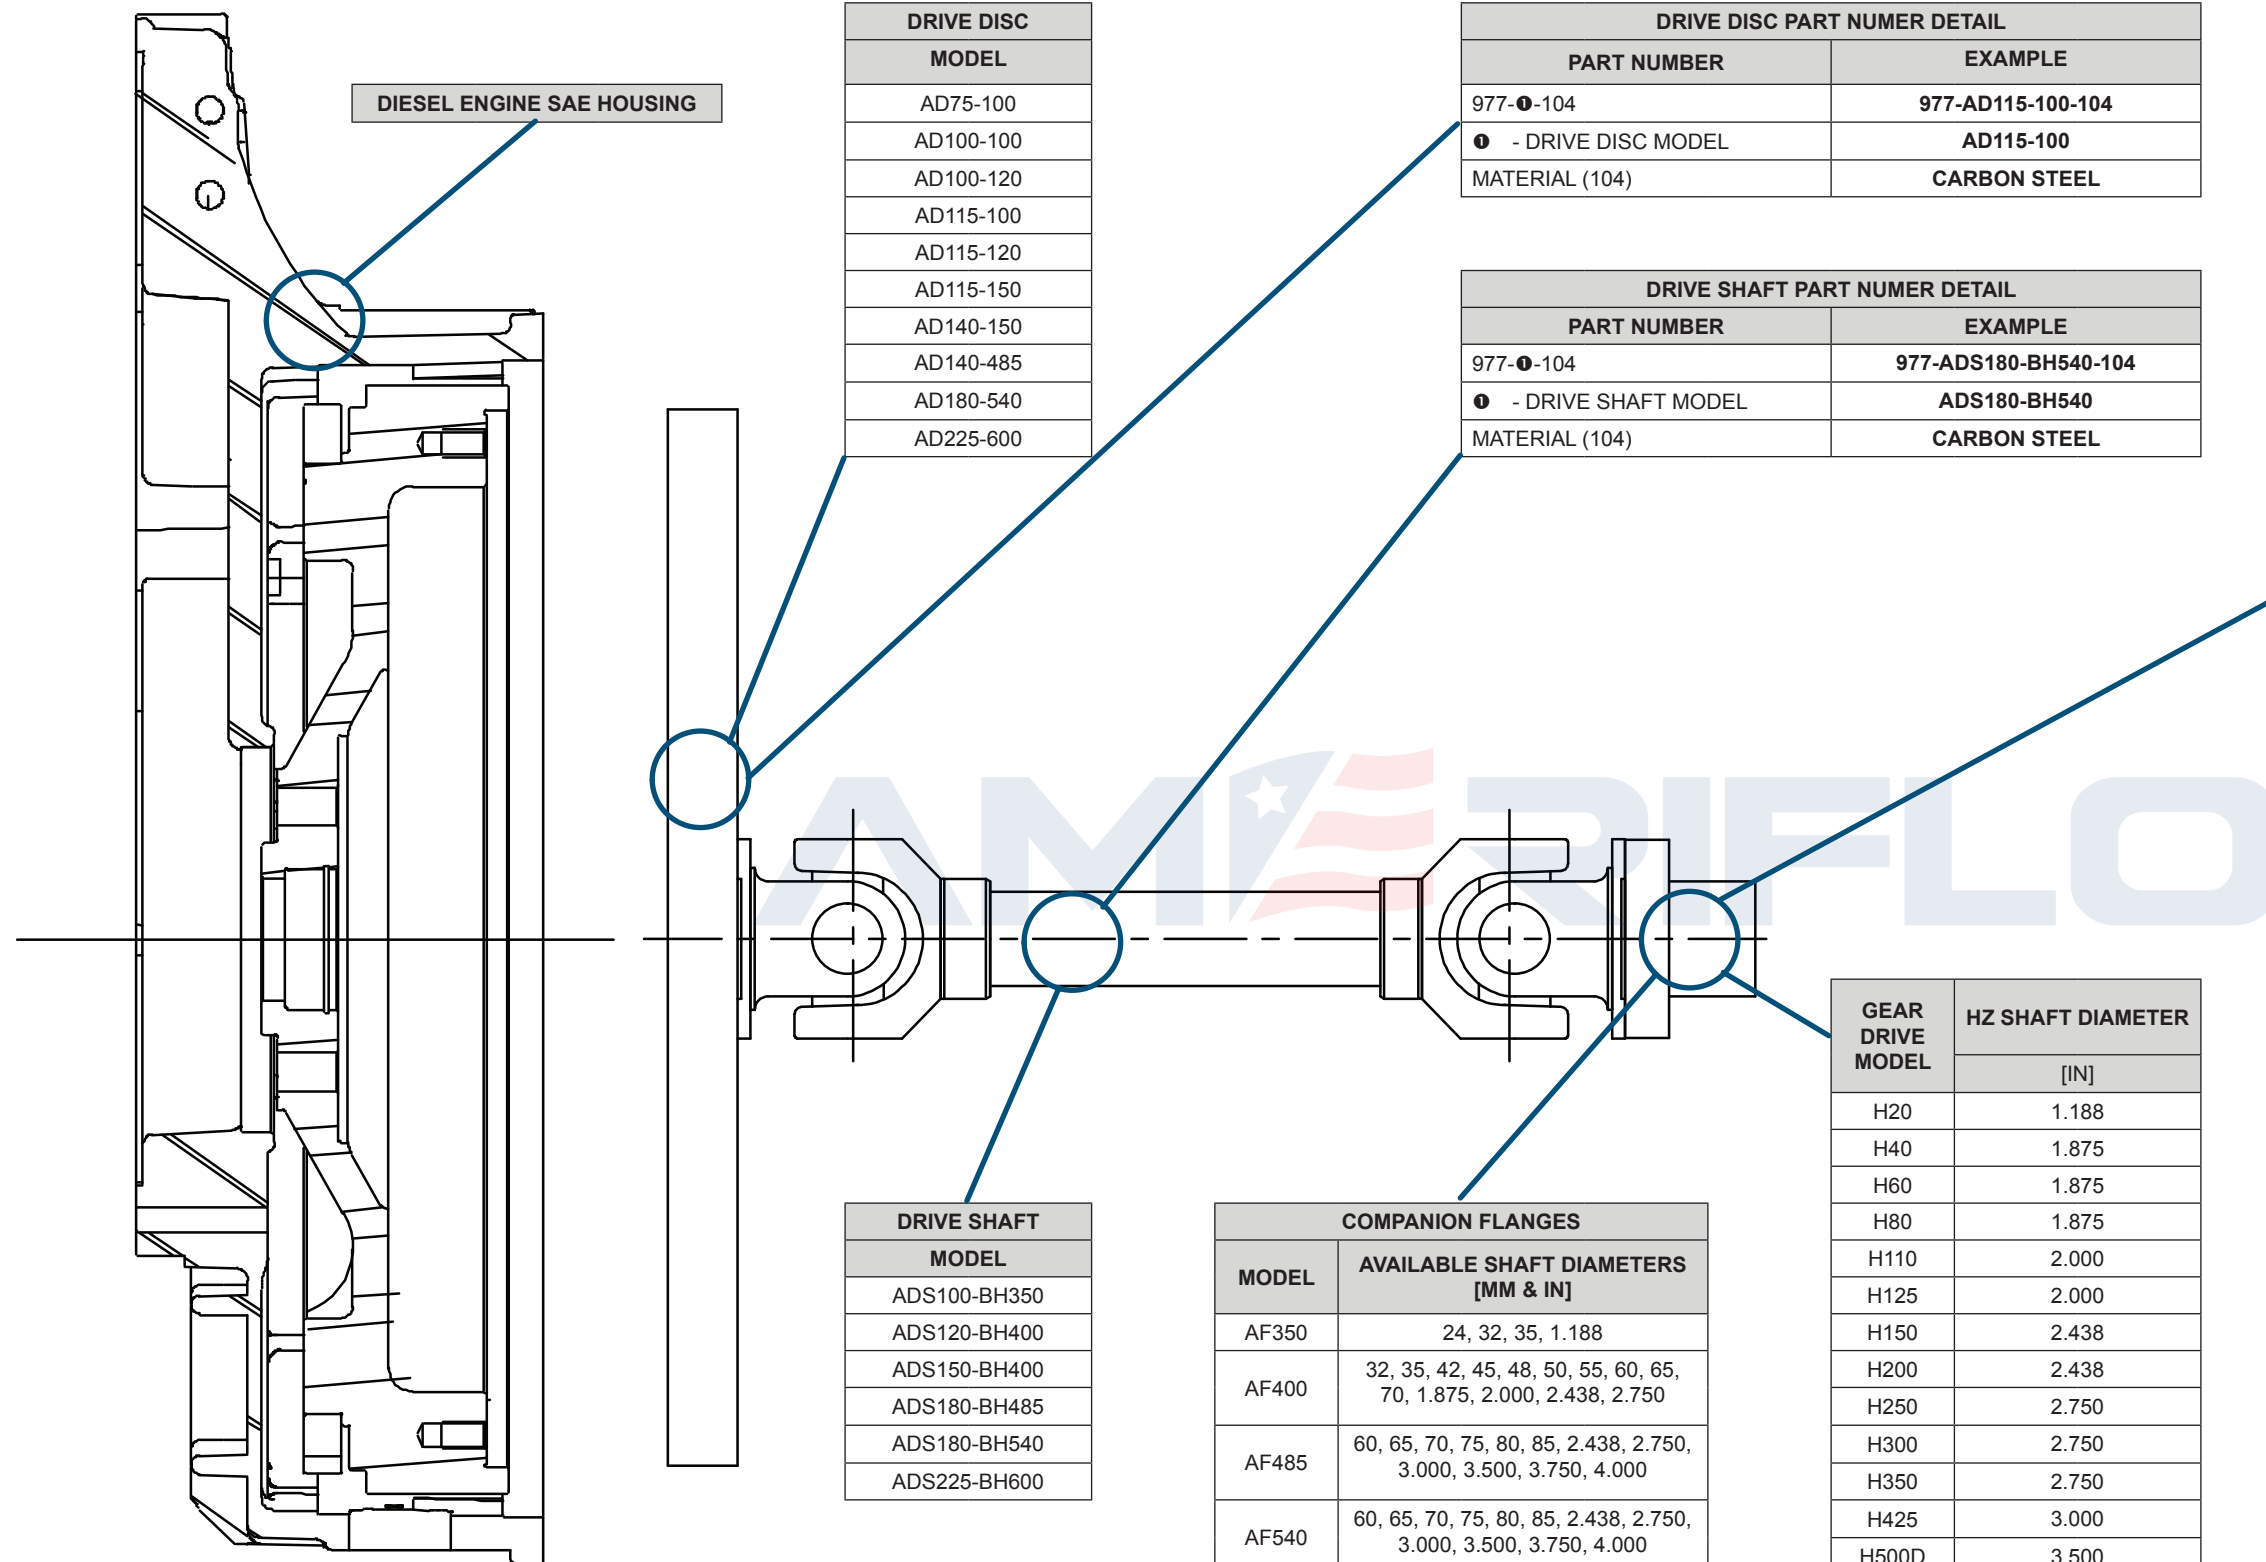 DIESEL ENGINE SAE HOUSING
DRIVE DISC
MODEL
AD75-100
AD100-100
AD100-120
AD115-100
AD115-120
AD115-150
AD140-150
AD140-485
AD180-540
AD225-600
DRIVE DISC PART NUMER DETAIL
PART NUMBER EXAMPLE
977-❶-104 977-AD115-100-104
❶ - DRIVE DISC MODEL AD115-100
MATERIAL (104) CARBON STEEL
DRIVE SHAFT PART NUMER DETAIL
PART NUMBER EXAMPLE
977-❶-104 977-ADS180-BH540-104
❶ - DRIVE SHAFT MODEL ADS180-BH540
MATERIAL (104) CARBON STEEL
AMERIFLO
DRIVE SHAFT
MODEL
ADS100-BH350
ADS120-BH400
ADS150-BH400
ADS180-BH485
ADS180-BH540
ADS225-BH600
COMPANION FLANGES
MODEL
AVAILABLE SHAFT DIAMETERS
[MM & IN]
AF350 24, 32, 35, 1.188
AF400
32, 35, 42, 45, 48, 50, 55, 60, 65,
70, 1.875, 2.000, 2.438, 2.750
AF485
60, 65, 70, 75, 80, 85, 2.438, 2.750,
3.000, 3.500, 3.750, 4.000
AF540
60, 65, 70, 75, 80, 85, 2.438, 2.750,
3.000, 3.500, 3.750, 4.000
GEAR
DRIVE
MODEL
HZ SHAFT DIAMETER
[IN]
H20 1.188
H40 1.875
H60 1.875
H80 1.875
H110 2.000
H125 2.000
H150 2.438
H200 2.438
H250 2.750
H300 2.750
H350 2.750
H425 3.000
H500D 3.500